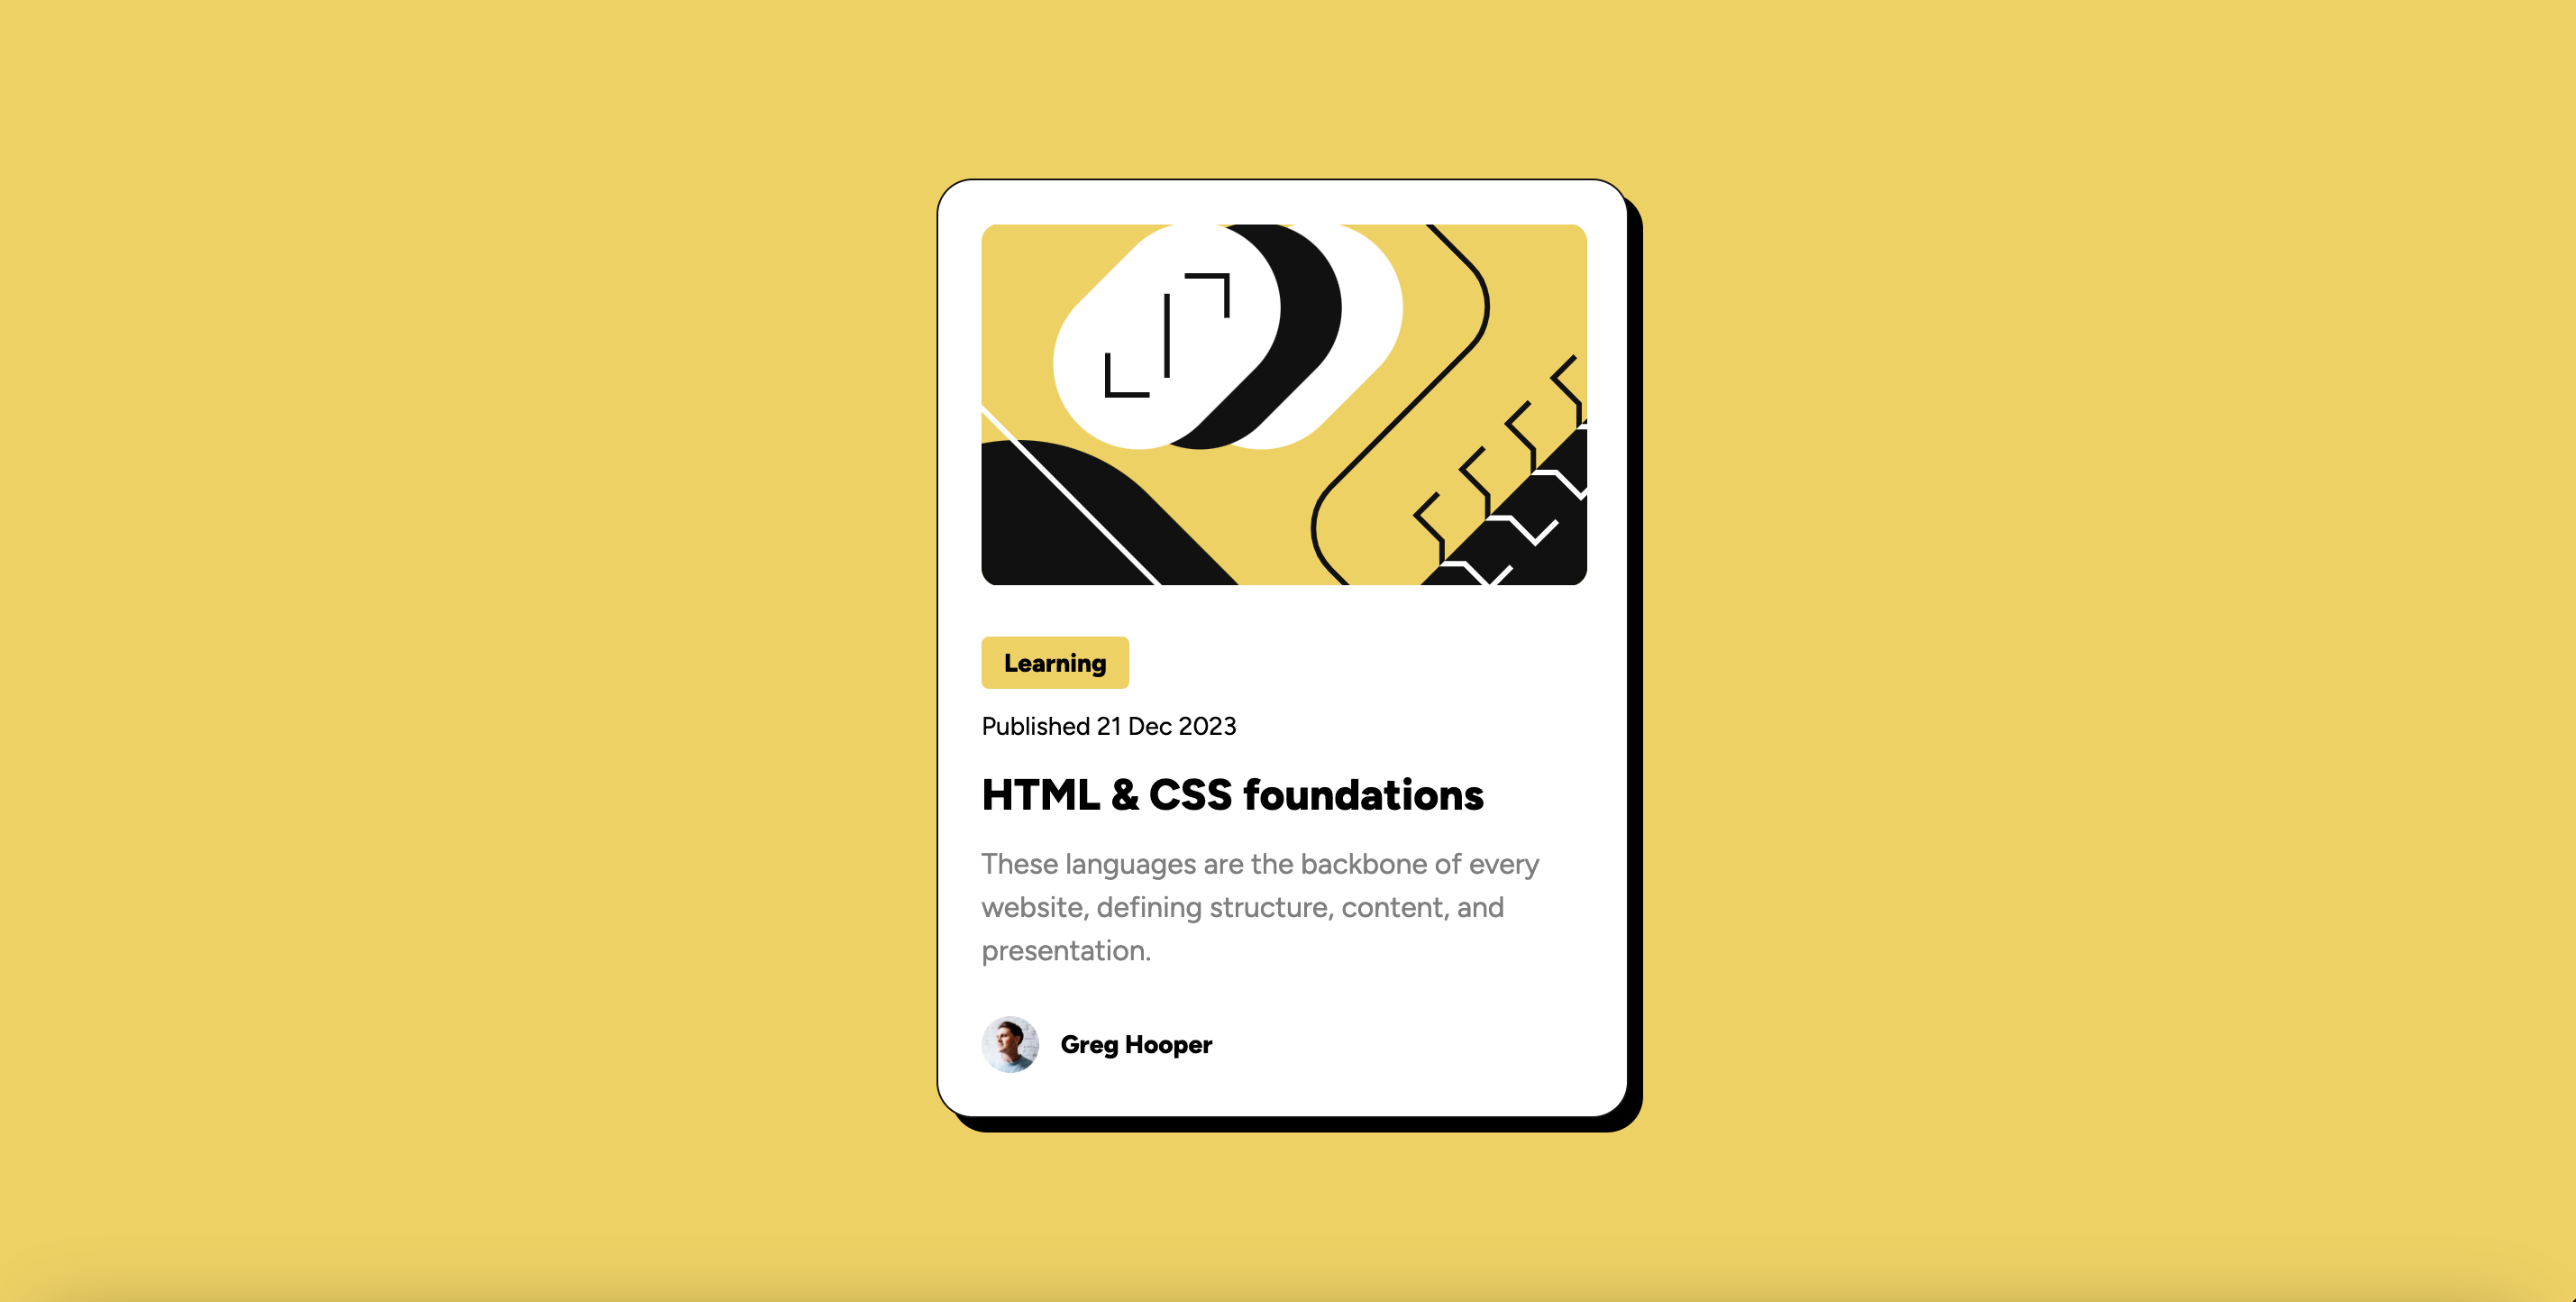 Learning
Published 21 Dec 2023
HTML & CSS foundations
These languages are the backbone of every
website, defining structure, content, and
presentation.
Greg Hooper